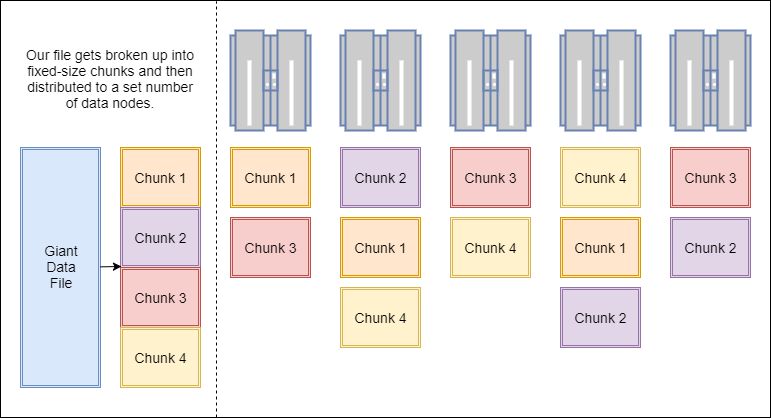 Our file gets broken up into
fixed-size chunks and then
distributed to a set number
of data nodes.
Giant
Data
File
Chunk 1
Chunk 2
Chunk 3
Chunk 4
Chunk 1
Chunk 3
Chunk 2
Chunk 1
Chunk 4
Chunk 3
Chunk 4
Chunk 4
Chunk 1
Chunk 2
Chunk 3
Chunk 2